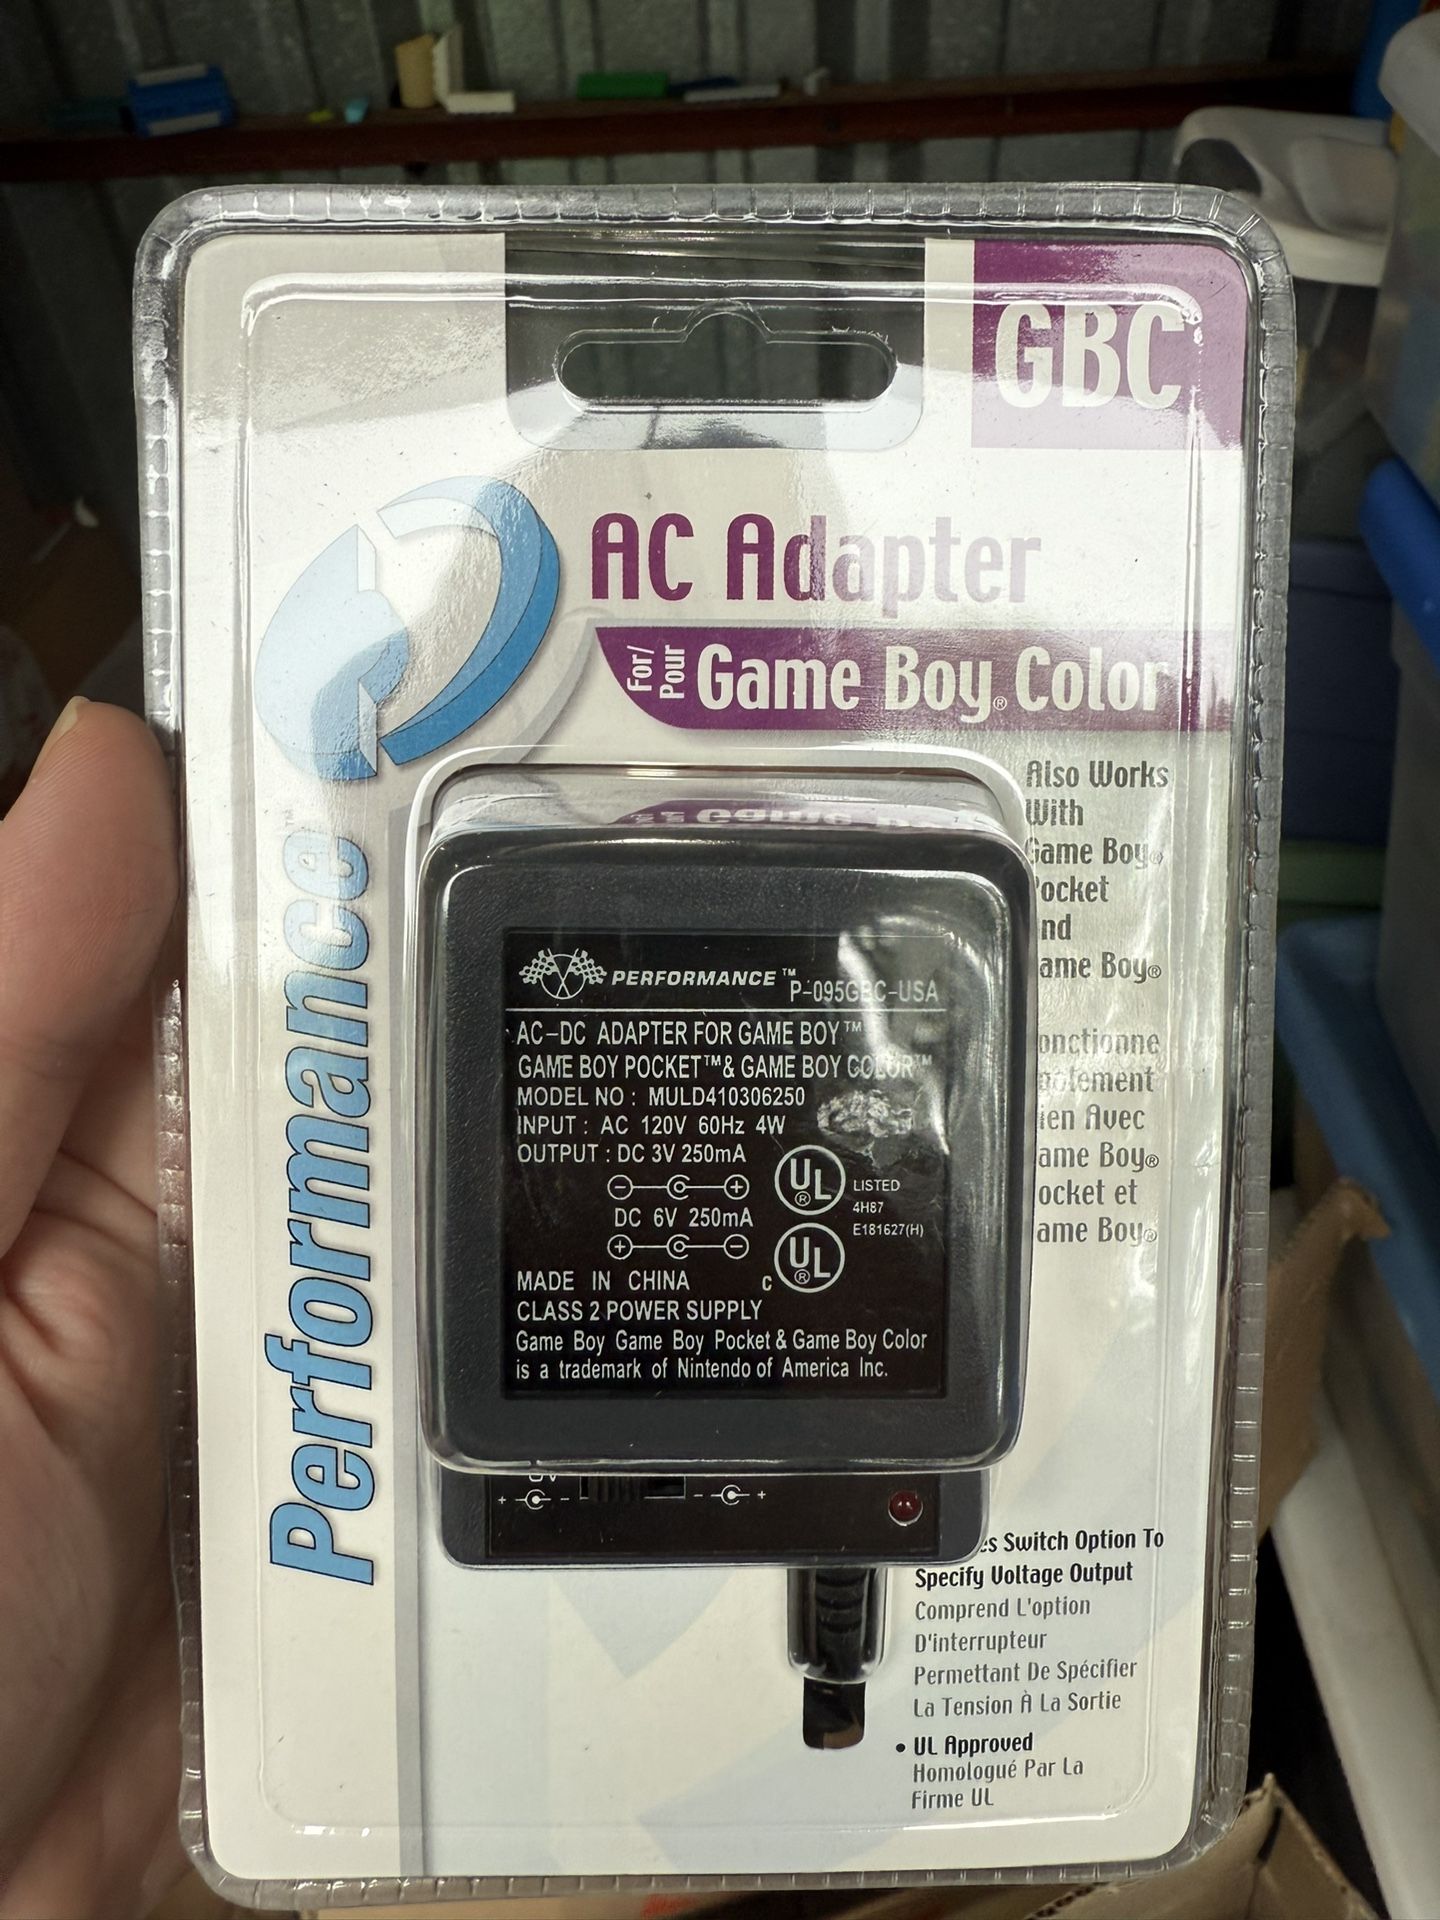 GBC
AC Adapter
For/
Pour
Game Boy® Color
Performance™
Also Works
With
Game Boy®
Pocket
and
Game Boy®
Fonctionne
Également
Bien Avec
Game Boy®
Pocket et
Game Boy®
PERFORMANCE™
P-095GBC-USA
AC-DC ADAPTER FOR GAME BOY™
GAME BOY POCKET™ & GAME BOY COLOR™
MODEL NO : MULD410306250
INPUT : AC 120V 60Hz 4W
OUTPUT : DC 3V 250mA
DC 6V 250mA
UL®
LISTED
4H87
E181627(H)
c UL®
MADE IN CHINA
CLASS 2 POWER SUPPLY
Game Boy Game Boy Pocket & Game Boy Color
is a trademark of Nintendo of America Inc.
+ - - +
Switch Option To
Specify Voltage Output
Comprend L'option
D'interrupteur
Permettant De Spécifier
La Tension À La Sortie
• UL Approved
Homologué Par La
Firme UL